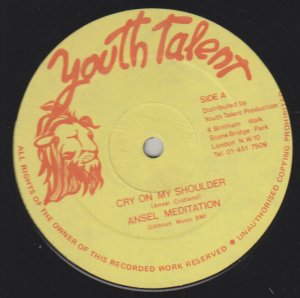 youth talent
SIDE A
Distributed by
Youth Talent Production
4 Brentham Walk
Stone Bridge Park
London N.W.10
Tel: 01-451 7509
CRY ON MY SHOULDER
(Ansel Cridland)
ANSEL MEDITATION
Gibbous Music BMI
ALL RIGHTS OF THE OWNER OF THIS RECORDED WORK RESERVED • UNAUTHORISED COPYING PROHIBITED